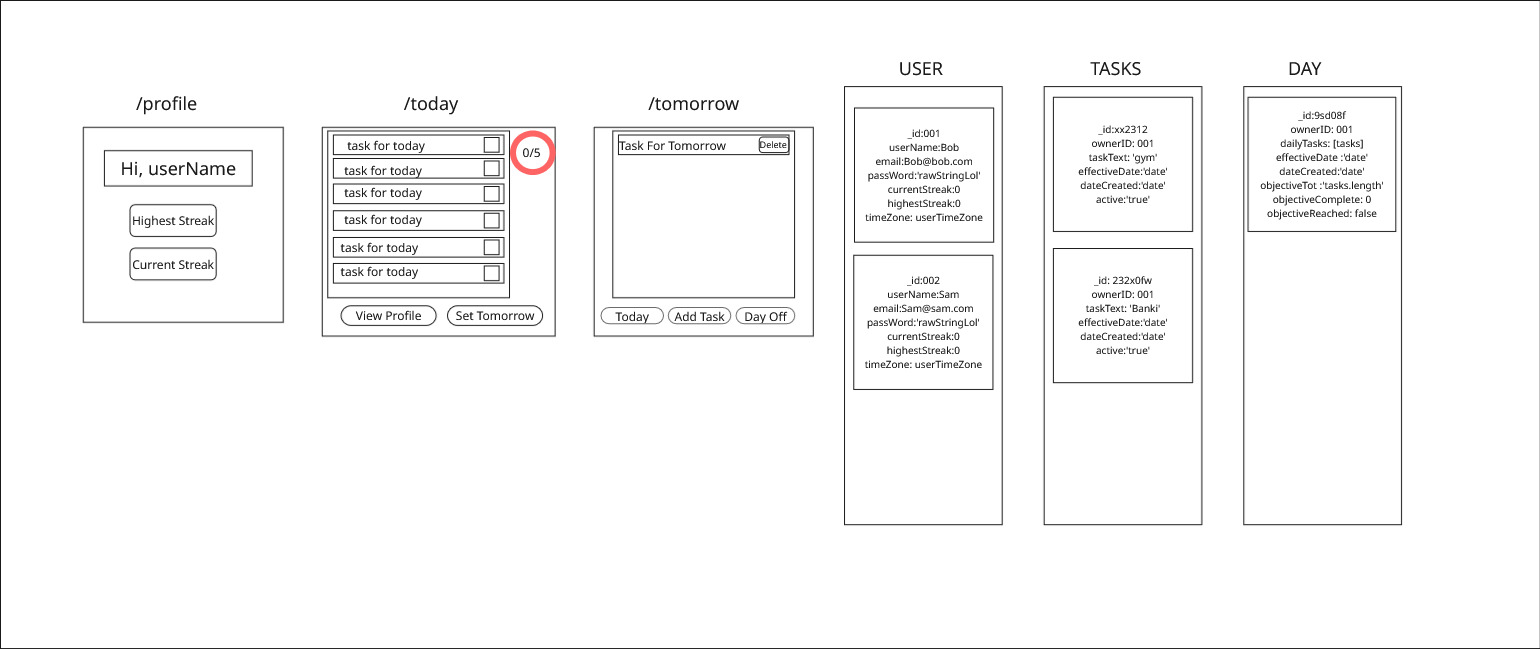 /profile
Hi, userName
Highest Streak
Current Streak
/today
task for today
task for today
task for today
task for today
task for today
task for today
0/5
View Profile
Set Tomorrow
/tomorrow
Task For Tomorrow
Delete
Today
Add Task
Day Off
USER
_id:001
userName:Bob
email:Bob@bob.com
passWord:'rawStringLol'
currentStreak:0
highestStreak:0
timeZone: userTimeZone
_id:002
userName:Sam
email:Sam@sam.com
passWord:'rawStringLol'
currentStreak:0
highestStreak:0
timeZone: userTimeZone
TASKS
_id:xx2312
ownerID: 001
taskText: 'gym'
effectiveDate:'date'
dateCreated:'date'
active:'true'
_id: 232x0fw
ownerID: 001
taskText: 'Banki'
effectiveDate:'date'
dateCreated:'date'
active:'true'
DAY
_id:9sd08f
ownerID: 001
dailyTasks: [tasks]
effectiveDate :'date'
dateCreated:'date'
objectiveTot :'tasks.length'
objectiveComplete: 0
objectiveReached: false